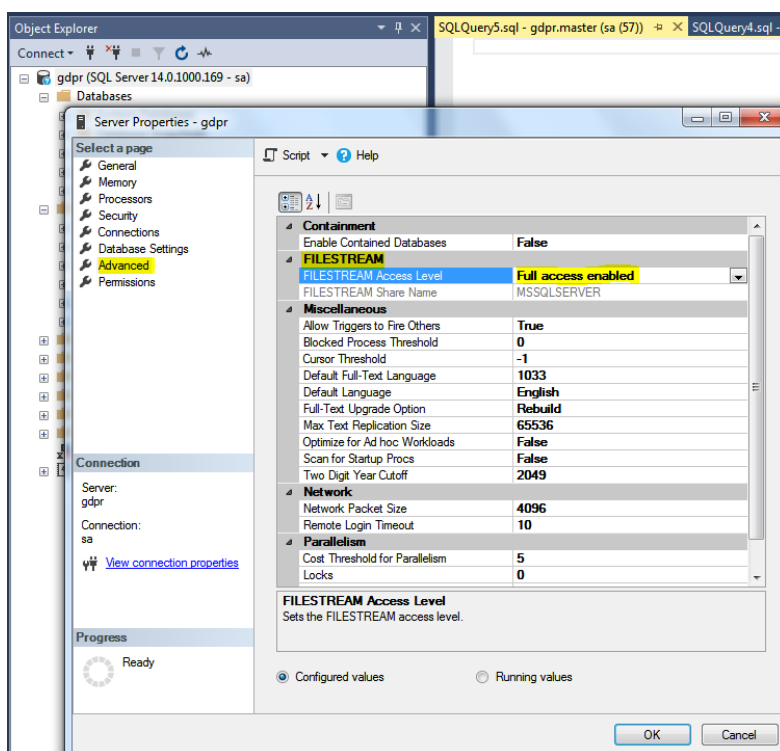 Object Explorer
SQLQuery5.sql - gdpr.master (sa (57))
SQLQuery4.sql -
Connect
gdpr (SQL Server 14.0.1000.169 - sa)
Databases
Server Properties - gdpr
Select a page
General
Memory
Processors
Security
Connections
Database Settings
Advanced
Permissions
Script
Help
Containment
Enable Contained Databases False
FILESTREAM
FILESTREAM Access Level Full access enabled
FILESTREAM Share Name MSSQLSERVER
Miscellaneous
Allow Triggers to Fire Others True
Blocked Process Threshold 0
Cursor Threshold -1
Default Full-Text Language 1033
Default Language English
Full-Text Upgrade Option Rebuild
Max Text Replication Size 65536
Optimize for Ad hoc Workloads False
Scan for Startup Procs False
Two Digit Year Cutoff 2049
Network
Network Packet Size 4096
Remote Login Timeout 10
Parallelism
Cost Threshold for Parallelism 5
Locks 0
Connection
Server:
gdpr
Connection:
sa
View connection properties
FILESTREAM Access Level
Sets the FILESTREAM access level.
Progress
Ready
Configured values
Running values
OK
Cancel